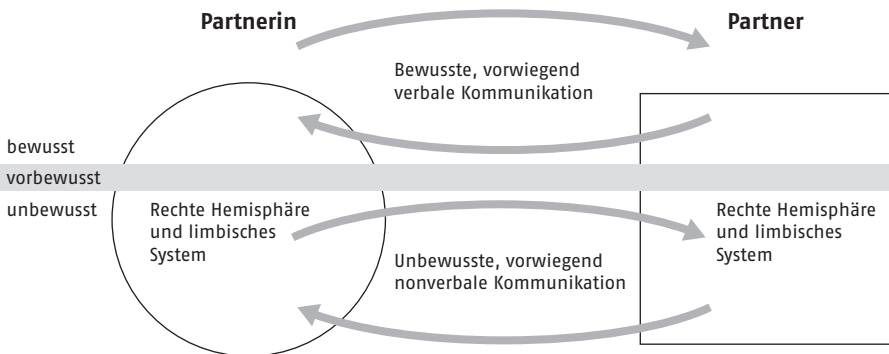 Partnerin
Partner
Bewusste, vorwiegend
verbale Kommunikation
bewusst
vorbewusst
unbewusst
Rechte Hemisphäre
und limbisches
System
Unbewusste, vorwiegend
nonverbale Kommunikation
Rechte Hemisphäre
und limbisches
System